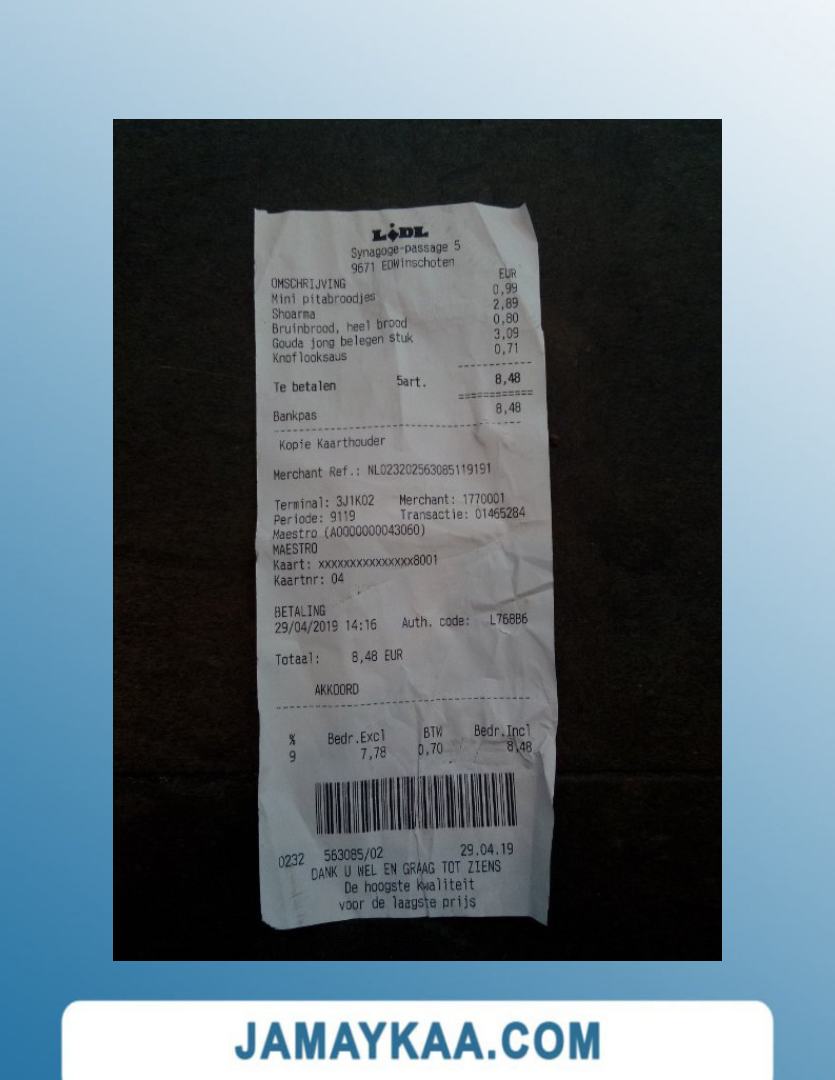 LiDL
Synagoge-passage 5
9671 EDWinschoten
OMSCHRIJVING EUR
Mini pitabroodjes 0,99
Shoarma 2,89
Bruinbrood, heel brood 0,80
Gouda jong belegen stuk 3,09
Knoflooksaus 0,71
Te betalen 5art. 8,48
Bankpas 8,48
Kopie Kaarthouder
Merchant Ref.: NL023202563085119191
Terminal: 3J1K02 Merchant: 1770001
Periode: 9119 Transactie: 01465284
Maestro (A0000000043060)
MAESTRO
Kaart: xxxxxxxxxxxxxxx8001
Kaartnr: 04
BETALING
29/04/2019 14:16 Auth. code: L768B6
Totaal: 8,48 EUR
AKKOORD
% Bedr.Excl BTW Bedr.Incl
9 7,78 0,70 8,48
0232 563085/02 29.04.19
DANK U WEL EN GRAAG TOT ZIENS
De hoogste kwaliteit
voor de laagste prijs
JAMAYKAA.COM